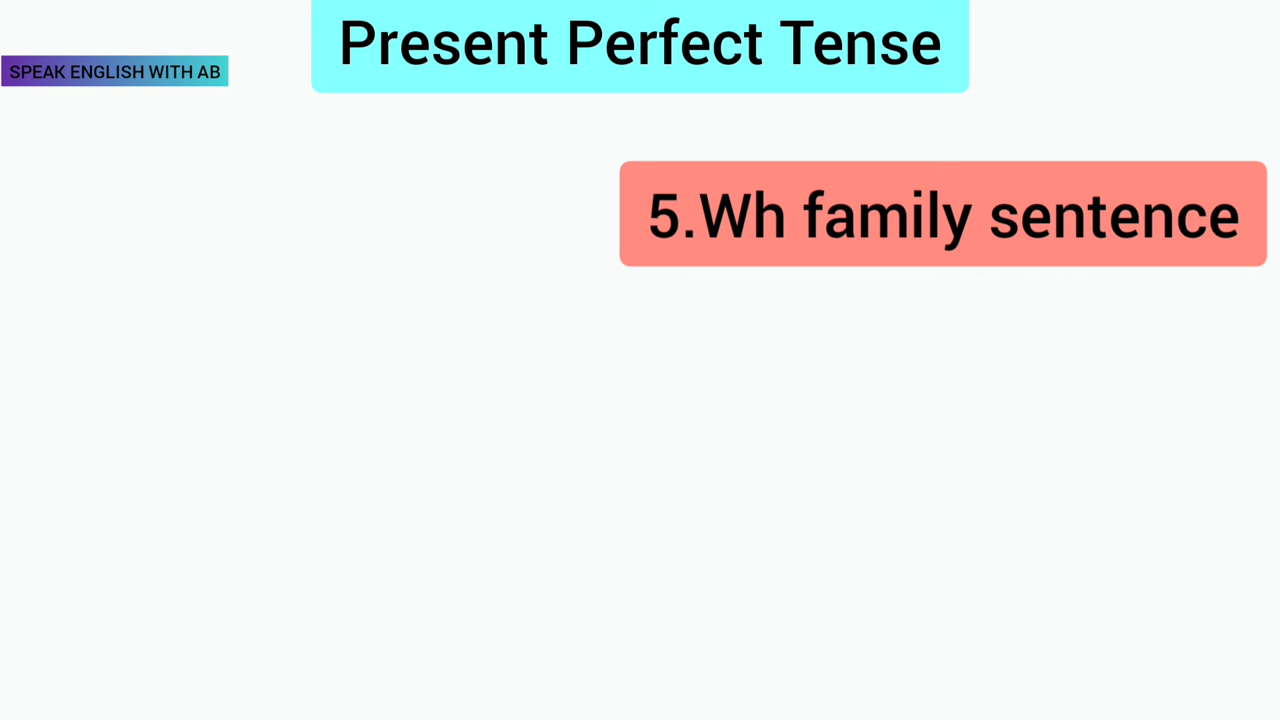 Present Perfect Tense
SPEAK ENGLISH WITH AB
5.Wh family sentence